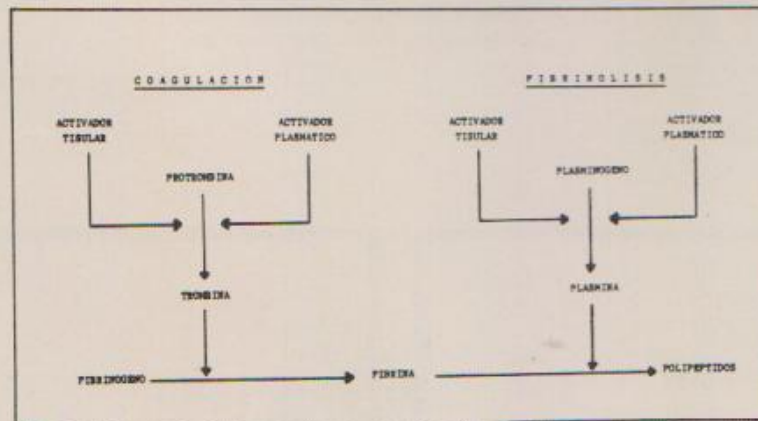 COAGULACION
FIBRINOLISIS
ACTIVADOR
TISULAR
ACTIVADOR
PLASMATICO
ACTIVADOR
TISULAR
ACTIVADOR
PLASMATICO
PROTROMBINA
PLASMINOGENO
TROMBINA
PLASMINA
FIBRINOGENO
FIBRINA
POLIPEPTIDOS